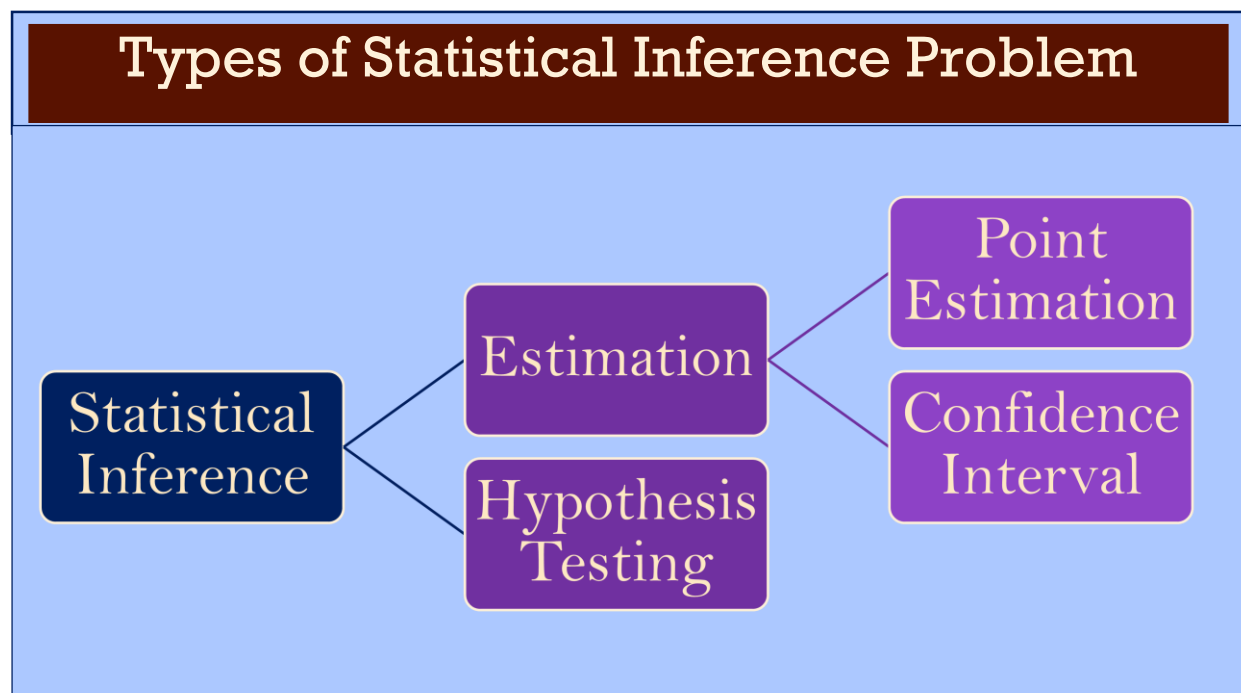 Types of Statistical Inference Problem
Statistical
Inference
Estimation
Hypothesis
Testing
Point
Estimation
Confidence
Interval